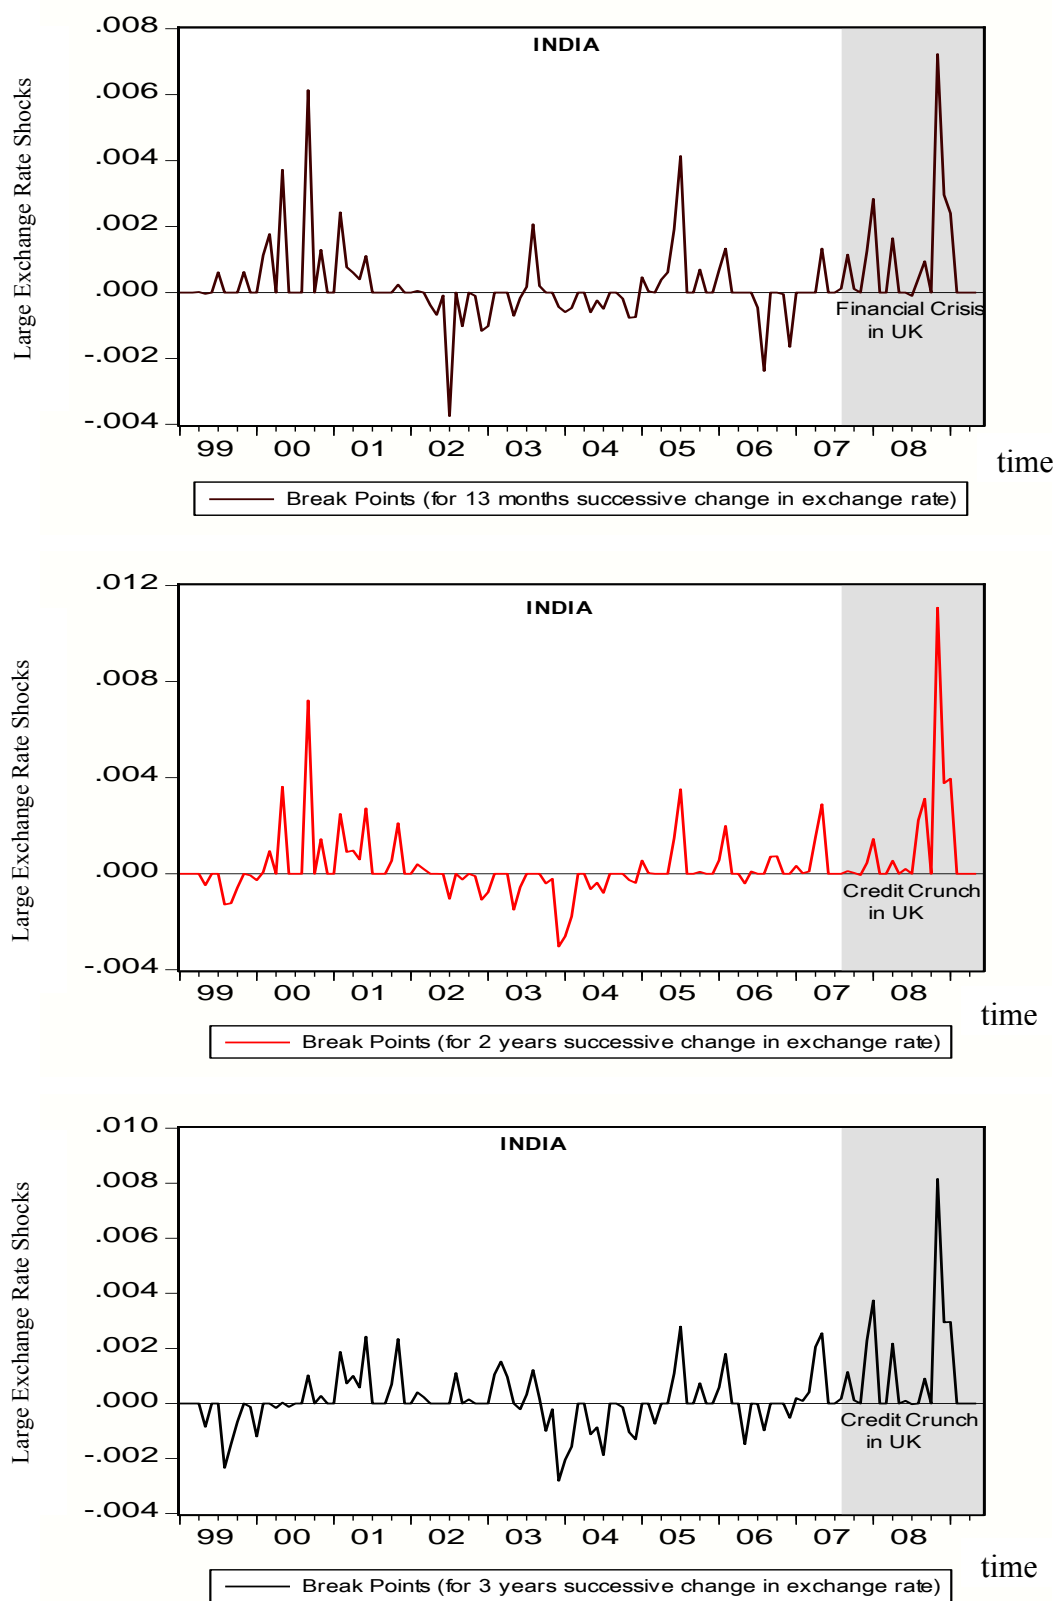 INDIA
Large Exchange Rate Shocks
.008
.006
.004
.002
.000
-.002
-.004
Financial Crisis
in UK
99 00 01 02 03 04 05 06 07 08
time
Break Points (for 13 months successive change in exchange rate)
INDIA
Large Exchange Rate Shocks
.012
.008
.004
.000
-.004
Credit Crunch
in UK
99 00 01 02 03 04 05 06 07 08
time
Break Points (for 2 years successive change in exchange rate)
INDIA
Large Exchange Rate Shocks
.010
.008
.006
.004
.002
.000
-.002
-.004
Credit Crunch
in UK
99 00 01 02 03 04 05 06 07 08
time
Break Points (for 3 years successive change in exchange rate)